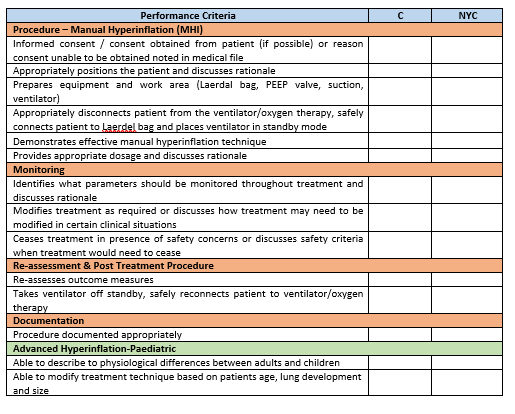 Performance Criteria C NYC
Procedure – Manual Hyperinflation (MHI)
Informed consent / consent obtained from patient (if possible) or reason
consent unable to be obtained noted in medical file
Appropriately positions the patient and discusses rationale
Prepares equipment and work area (Laerdal bag, PEEP valve, suction,
ventilator)
Appropriately disconnects patient from the ventilator/oxygen therapy, safely
connects patient to Laerdel bag and places ventilator in standby mode
Demonstrates effective manual hyperinflation technique
Provides appropriate dosage and discusses rationale
Monitoring
Identifies what parameters should be monitored throughout treatment and
discusses rationale
Modifies treatment as required or discusses how treatment may need to be
modified in certain clinical situations
Ceases treatment in presence of safety concerns or discusses safety criteria
when treatment would need to cease
Re-assessment & Post Treatment Procedure
Re-assesses outcome measures
Takes ventilator off standby, safely reconnects patient to ventilator/oxygen
therapy
Documentation
Procedure documented appropriately
Advanced Hyperinflation-Paediatric
Able to describe to physiological differences between adults and children
Able to modify treatment technique based on patients age, lung development
and size